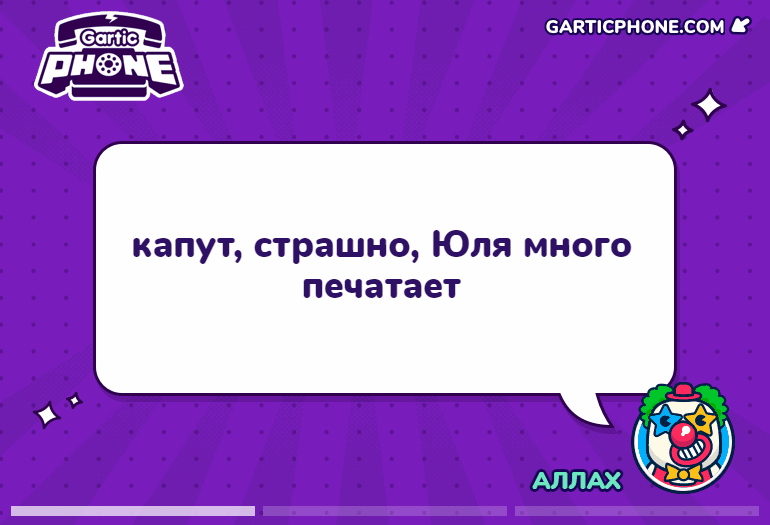 Gartic
PHONE
GARTICPHONE.COM
капут, страшно, Юля много
печатает
АЛЛАХ